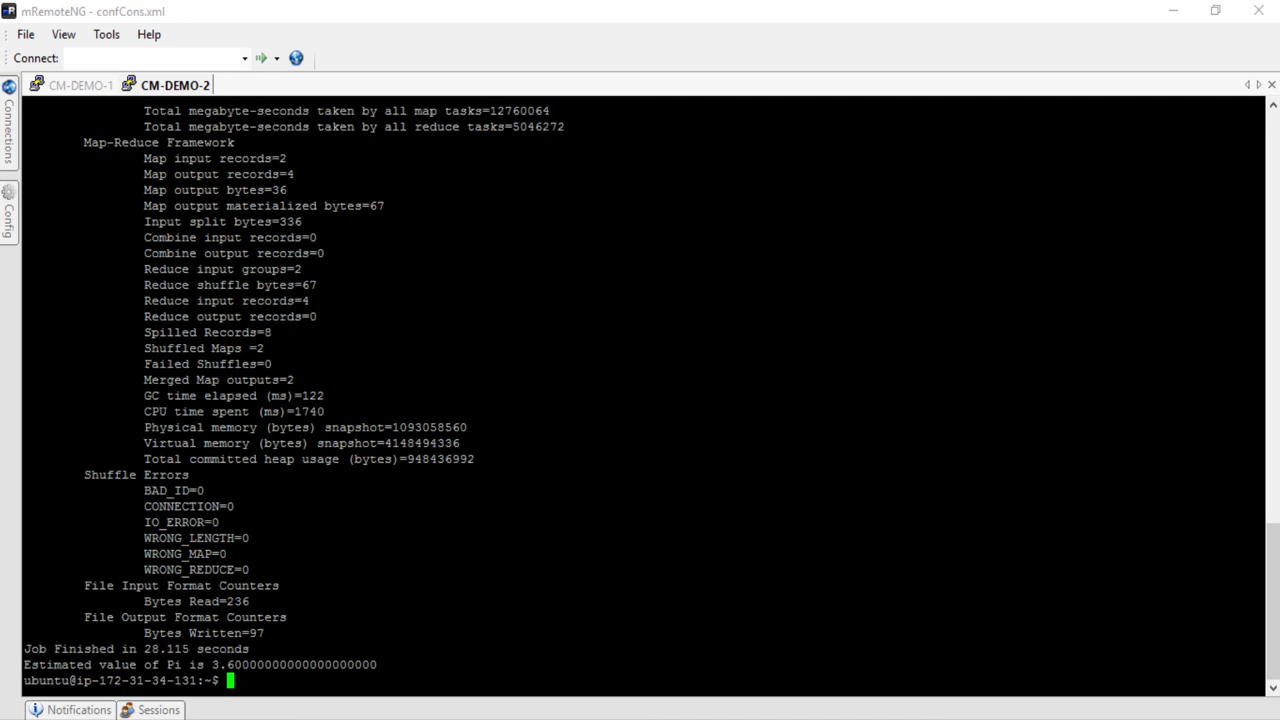 mRemoteNG - confCons.xml
File View Tools Help
Connect:
CM-DEMO-1 CM-DEMO-2
Connections
Config
Total megabyte-seconds taken by all map tasks=12760064
Total megabyte-seconds taken by all reduce tasks=5046272
Map-Reduce Framework
Map input records=2
Map output records=4
Map output bytes=36
Map output materialized bytes=67
Input split bytes=336
Combine input records=0
Combine output records=0
Reduce input groups=2
Reduce shuffle bytes=67
Reduce input records=4
Reduce output records=0
Spilled Records=8
Shuffled Maps =2
Failed Shuffles=0
Merged Map outputs=2
GC time elapsed (ms)=122
CPU time spent (ms)=1740
Physical memory (bytes) snapshot=1093058560
Virtual memory (bytes) snapshot=4148494336
Total committed heap usage (bytes)=948436992
Shuffle Errors
BAD_ID=0
CONNECTION=0
IO_ERROR=0
WRONG_LENGTH=0
WRONG_MAP=0
WRONG_REDUCE=0
File Input Format Counters
Bytes Read=236
File Output Format Counters
Bytes Written=97
Job Finished in 28.115 seconds
Estimated value of Pi is 3.60000000000000000000
ubuntu@ip-172-31-34-131:~$
Notifications Sessions